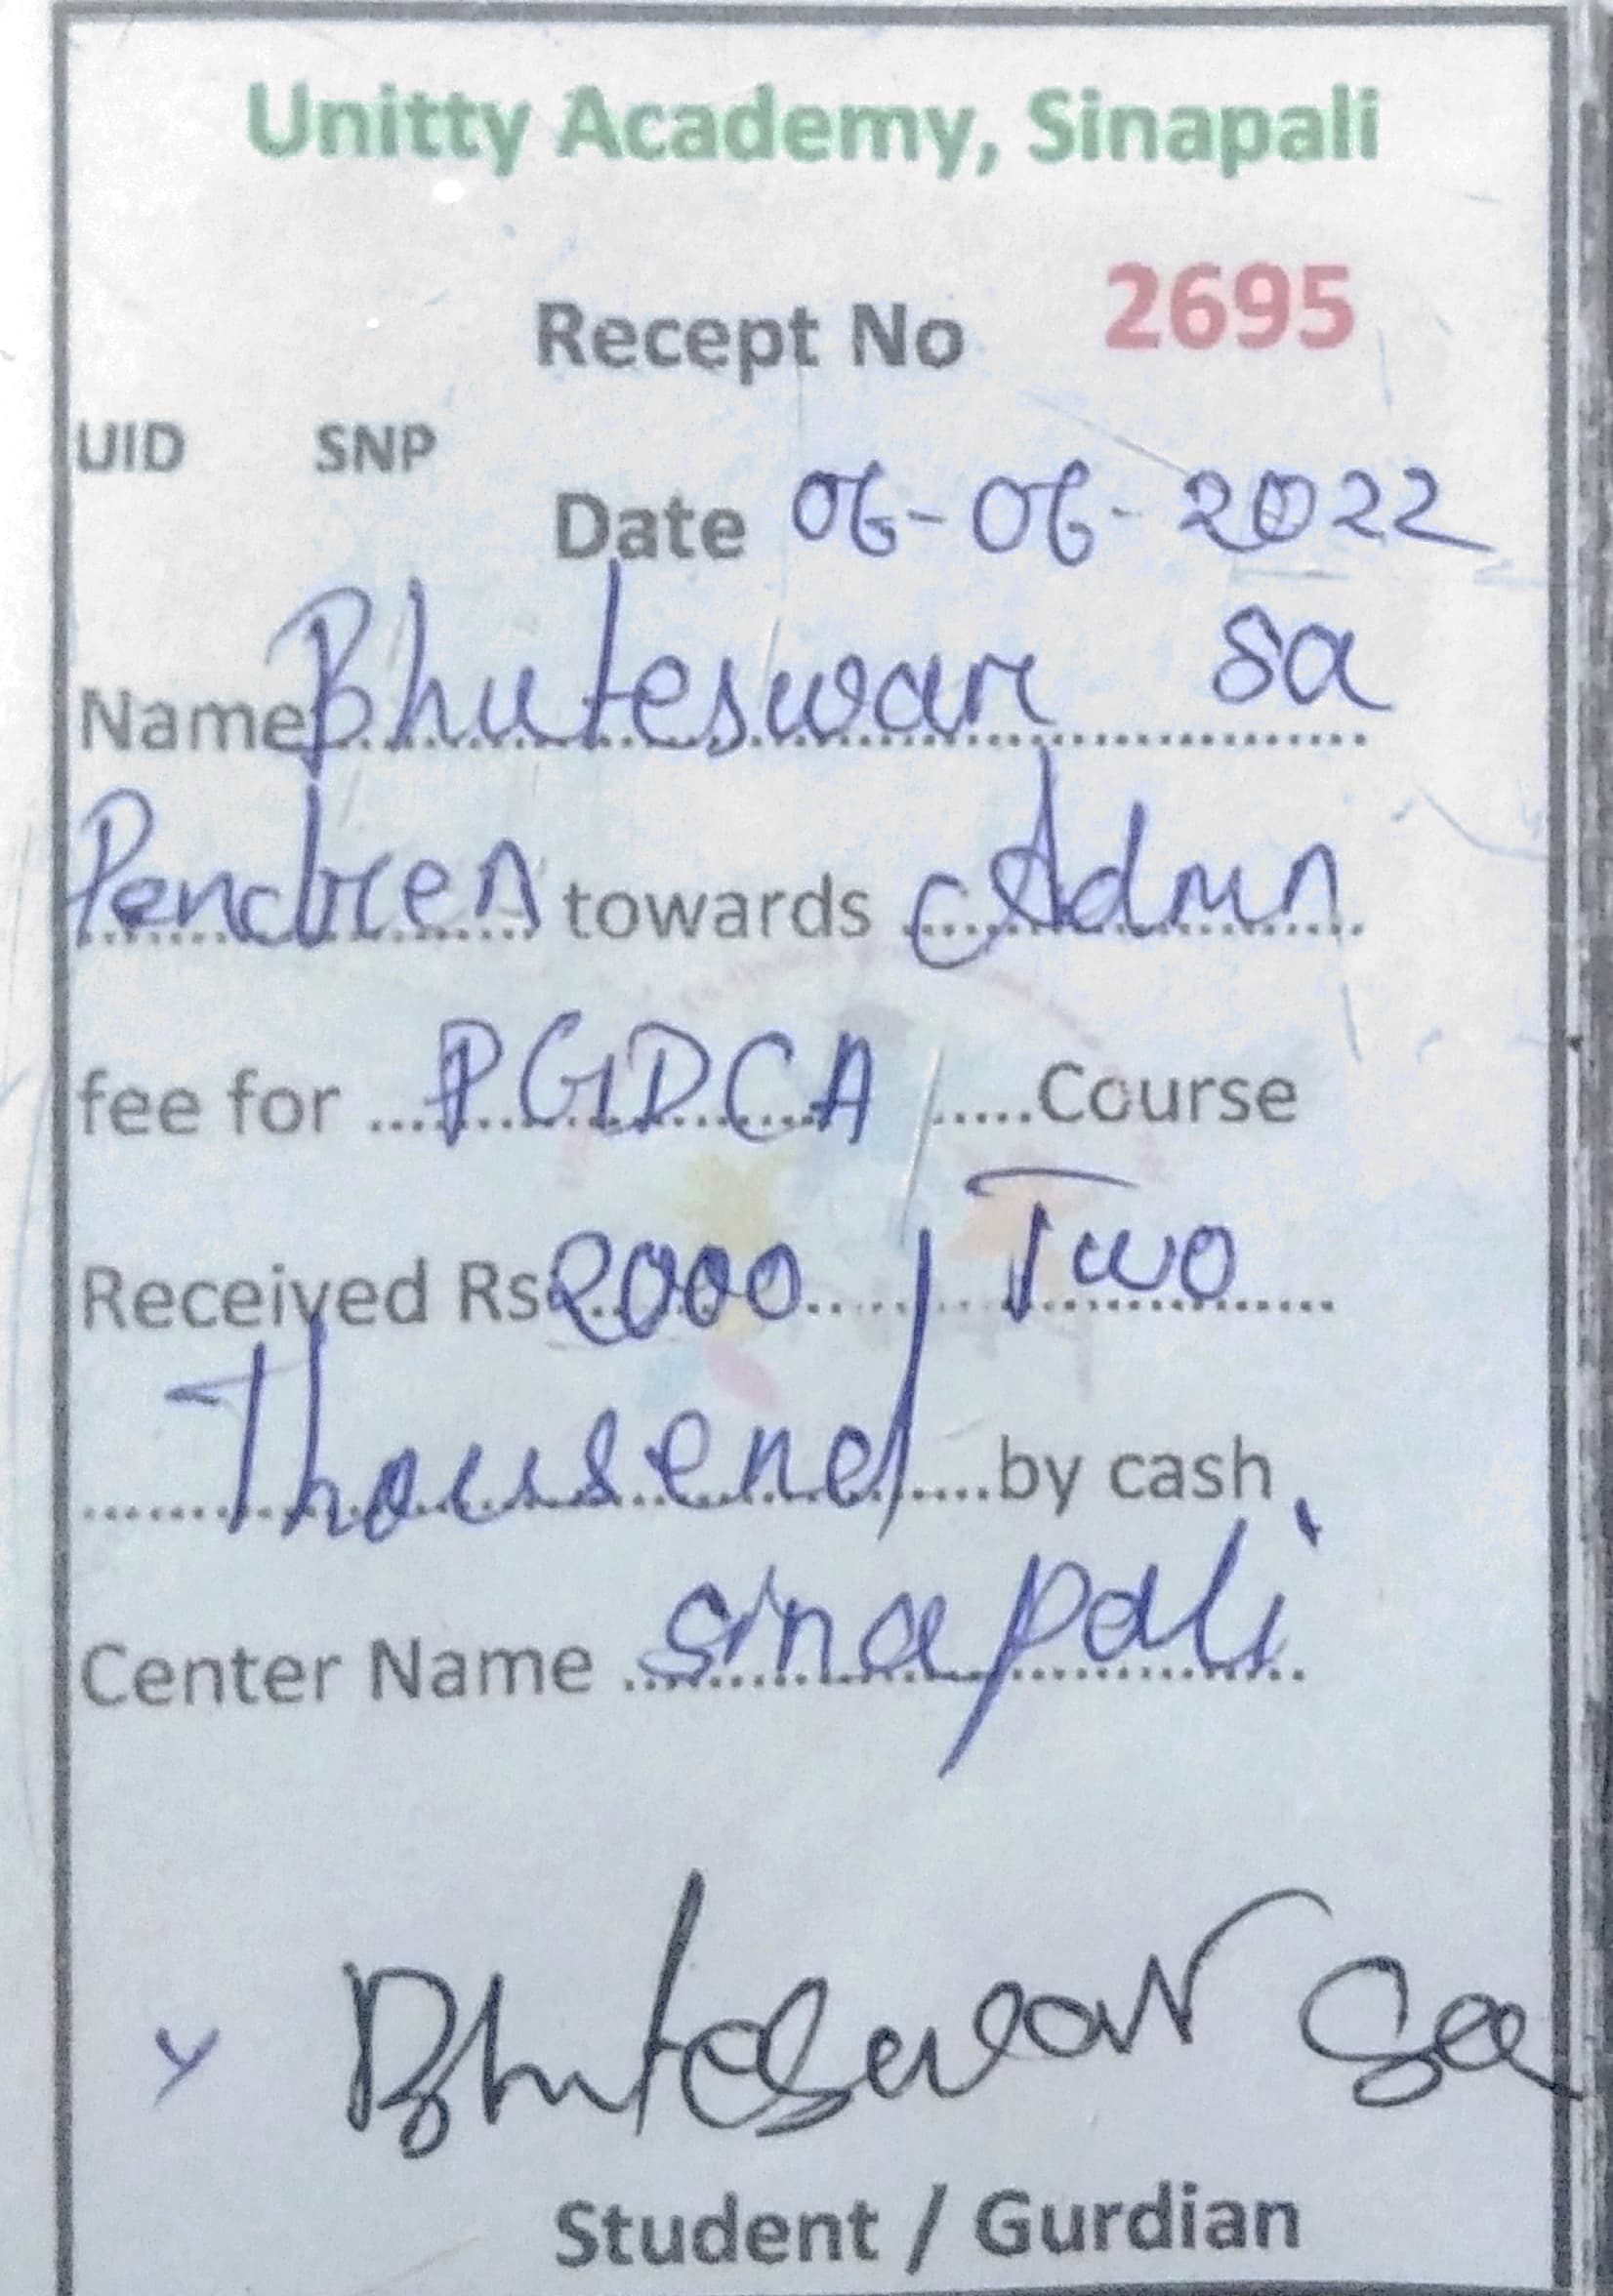 Unitty Academy, Sinapali
Recept No 2695
UID SNP
Date 06-06-2022
Name Bhuteswar Sa
towards Admn
fee for PGDCA Course
Received Rs 2000 / Two
Thousend by cash
Center Name Sinapali
Bhuteswar Sa
Student / Gurdian